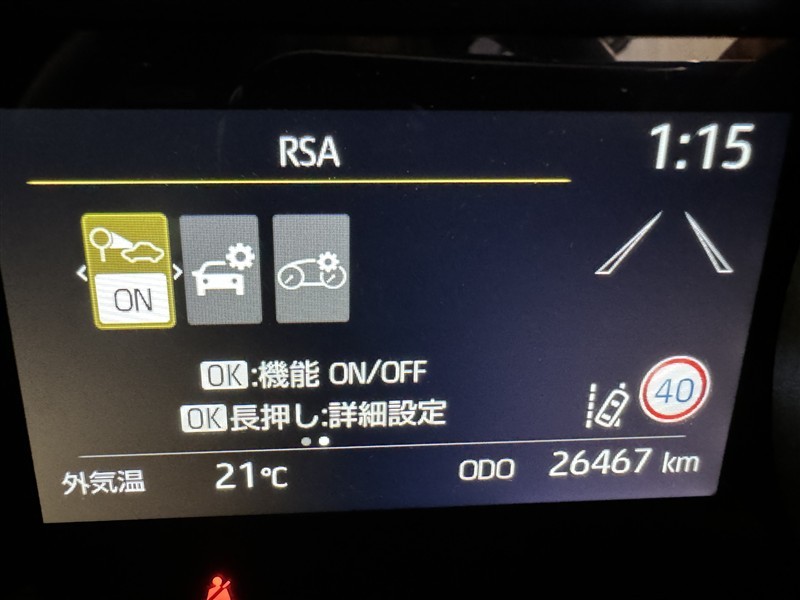 RSA
1:15
ON
OK:機能 ON/OFF
OK長押し:詳細設定
40
外気温 21℃ ODO 26467 km